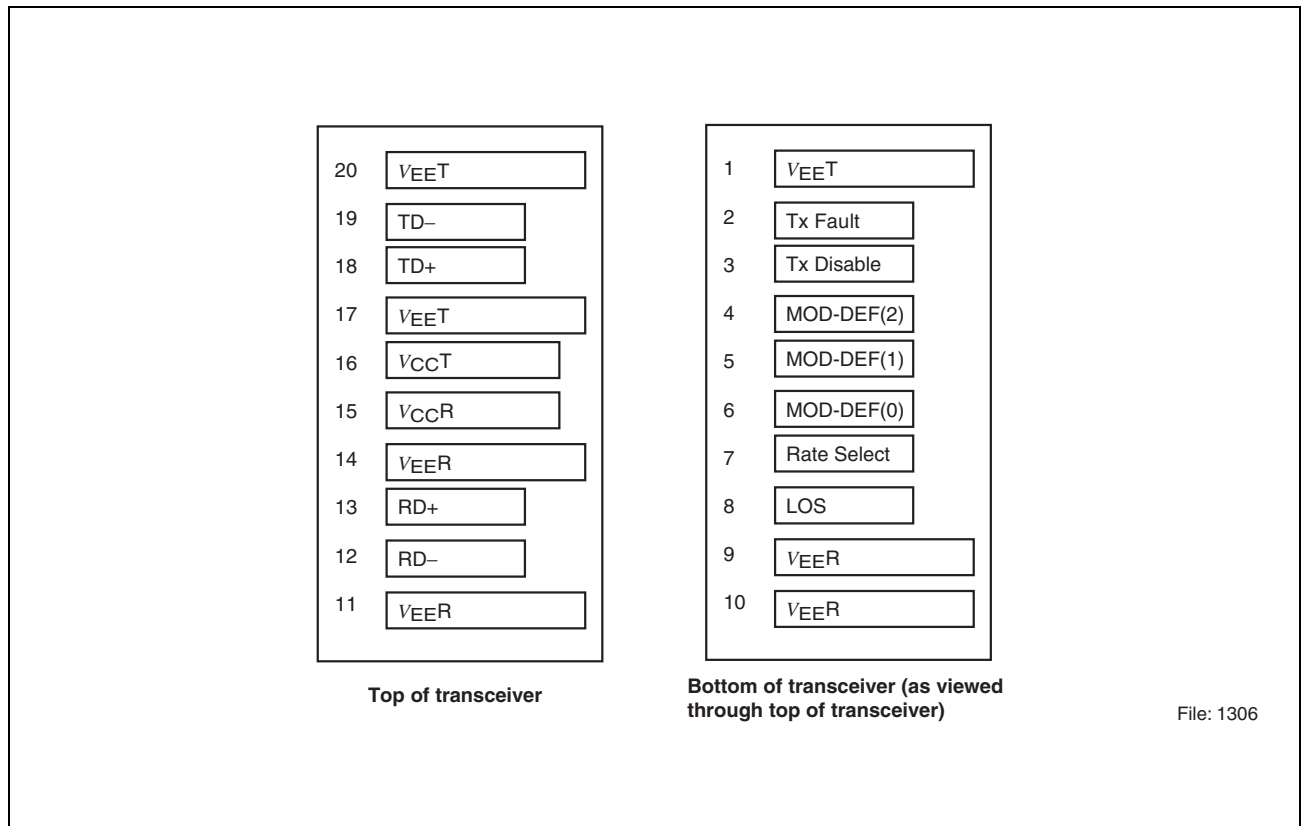 20 VEET
19 TD–
18 TD+
17 VEET
16 VCCT
15 VCCR
14 VEER
13 RD+
12 RD–
11 VEER
Top of transceiver
1 VEET
2 Tx Fault
3 Tx Disable
4 MOD-DEF(2)
5 MOD-DEF(1)
6 MOD-DEF(0)
7 Rate Select
8 LOS
9 VEER
10 VEER
Bottom of transceiver (as viewed
through top of transceiver)
File: 1306